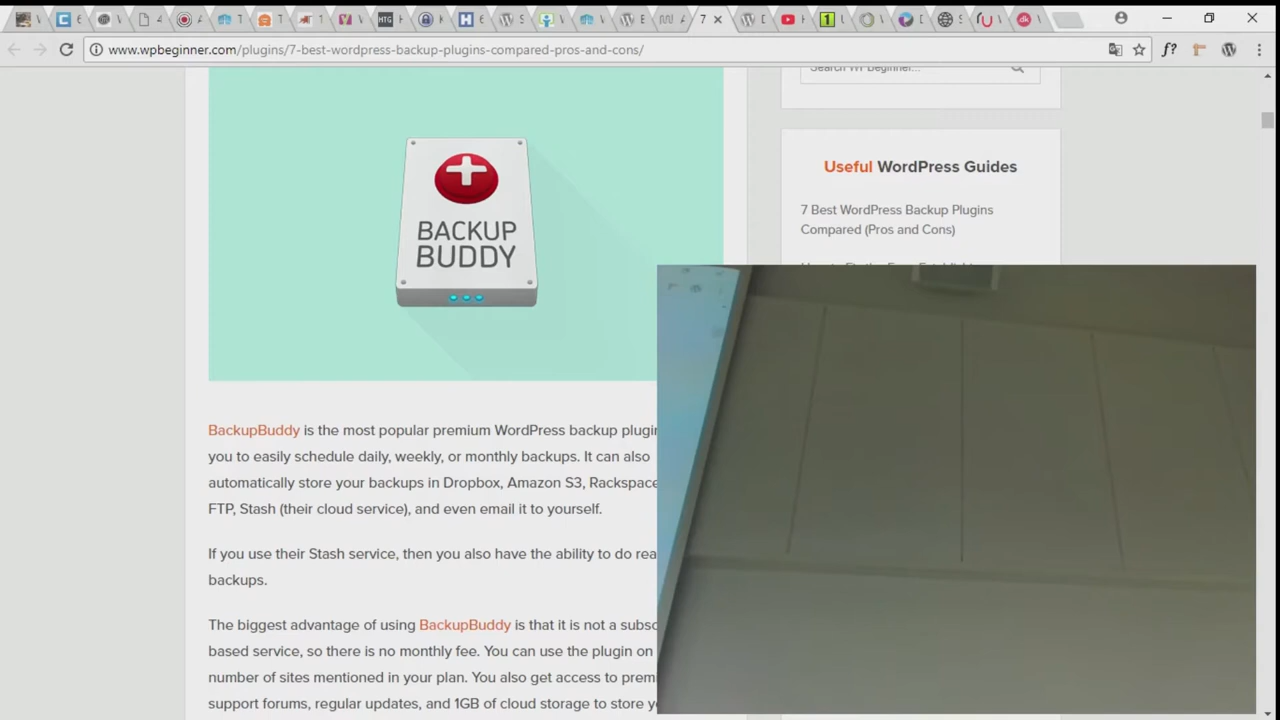 7
www.wpbeginner.com/plugins/7-best-wordpress-backup-plugins-compared-pros-and-cons/
f?
Search WPBeginner...
Useful WordPress Guides
7 Best WordPress Backup Plugins
Compared (Pros and Cons)
BACKUP
BUDDY
BackupBuddy is the most popular premium WordPress backup plugin
you to easily schedule daily, weekly, or monthly backups. It can also
automatically store your backups in Dropbox, Amazon S3, Rackspace
FTP, Stash (their cloud service), and even email it to yourself.
If you use their Stash service, then you also have the ability to do rea
backups.
The biggest advantage of using BackupBuddy is that it is not a subsc
based service, so there is no monthly fee. You can use the plugin on
number of sites mentioned in your plan. You also get access to prem
support forums, regular updates, and 1GB of cloud storage to store